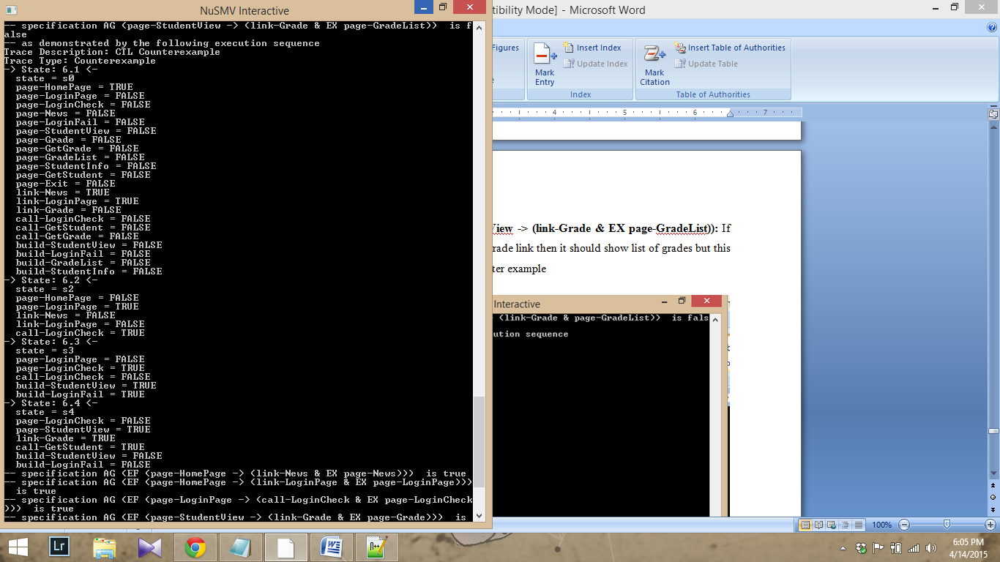 NuSMV Interactive
-- specification AG (page-StudentView -> (link-Grade & EX page-GradeList))  is f
alse
-- as demonstrated by the following execution sequence
Trace Description: CTL Counterexample
Trace Type: Counterexample
-> State: 6.1 <-
state = s0
page-HomePage = TRUE
page-LoginPage = FALSE
page-LoginCheck = FALSE
page-News = FALSE
page-LoginFail = FALSE
page-StudentView = FALSE
page-Grade = FALSE
page-GetGrade = FALSE
page-GradeList = FALSE
page-StudentInfo = FALSE
page-GetStudent = FALSE
page-Exit = FALSE
link-News = TRUE
link-LoginPage = TRUE
link-Grade = FALSE
call-LoginCheck = FALSE
call-GetStudent = FALSE
call-GetGrade = FALSE
build-StudentView = FALSE
build-LoginFail = FALSE
build-GradeList = FALSE
build-StudentInfo = FALSE
-> State: 6.2 <-
state = s2
page-HomePage = FALSE
page-LoginPage = TRUE
link-News = FALSE
link-LoginPage = FALSE
call-LoginCheck = TRUE
-> State: 6.3 <-
state = s3
page-LoginPage = FALSE
page-LoginCheck = TRUE
call-LoginCheck = FALSE
build-StudentView = TRUE
build-LoginFail = TRUE
-> State: 6.4 <-
state = s4
page-LoginCheck = FALSE
page-StudentView = TRUE
link-Grade = TRUE
call-GetStudent = TRUE
build-StudentView = FALSE
build-LoginFail = FALSE
-- specification AG (EF (page-HomePage -> (link-News & EX page-News)))  is true
-- specification AG (EF (page-HomePage -> (link-LoginPage & EX page-LoginPage)))
is true
-- specification AG (EF (page-LoginPage -> (call-LoginCheck & EX page-LoginCheck
)))  is true
-- specification AG (EF (page-StudentView -> (link-Grade & EX page-Grade)))  is
tibility Mode] - Microsoft Word
Figures
Mark Entry
Insert Index
Update Index
Index
Mark Citation
Insert Table of Authorities
Update Table
Table of Authorities
4 5 6 7
View -> (link-Grade & EX page-GradeList)): If
rade link then it should show list of grades but this
ter example
Interactive
(link-Grade & page-GradeList))  is fals
ution sequence
100%
Lr
6:05 PM
4/14/2015